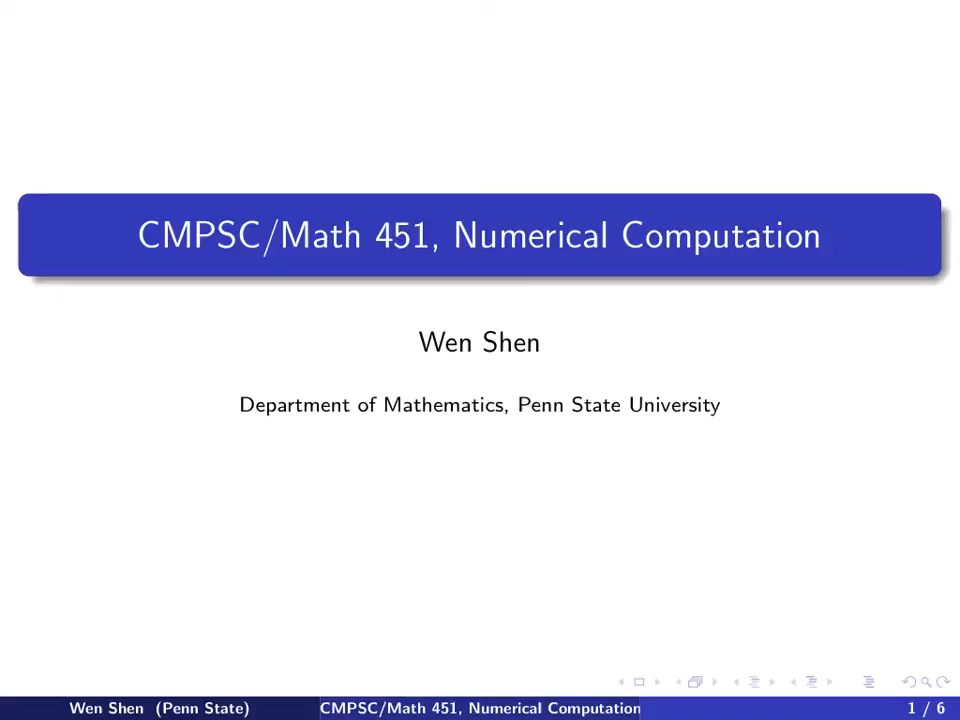 CMPSC/Math 451, Numerical Computation
Wen Shen
Department of Mathematics, Penn State University
Wen Shen (Penn State) CMPSC/Math 451, Numerical Computation 1 / 6